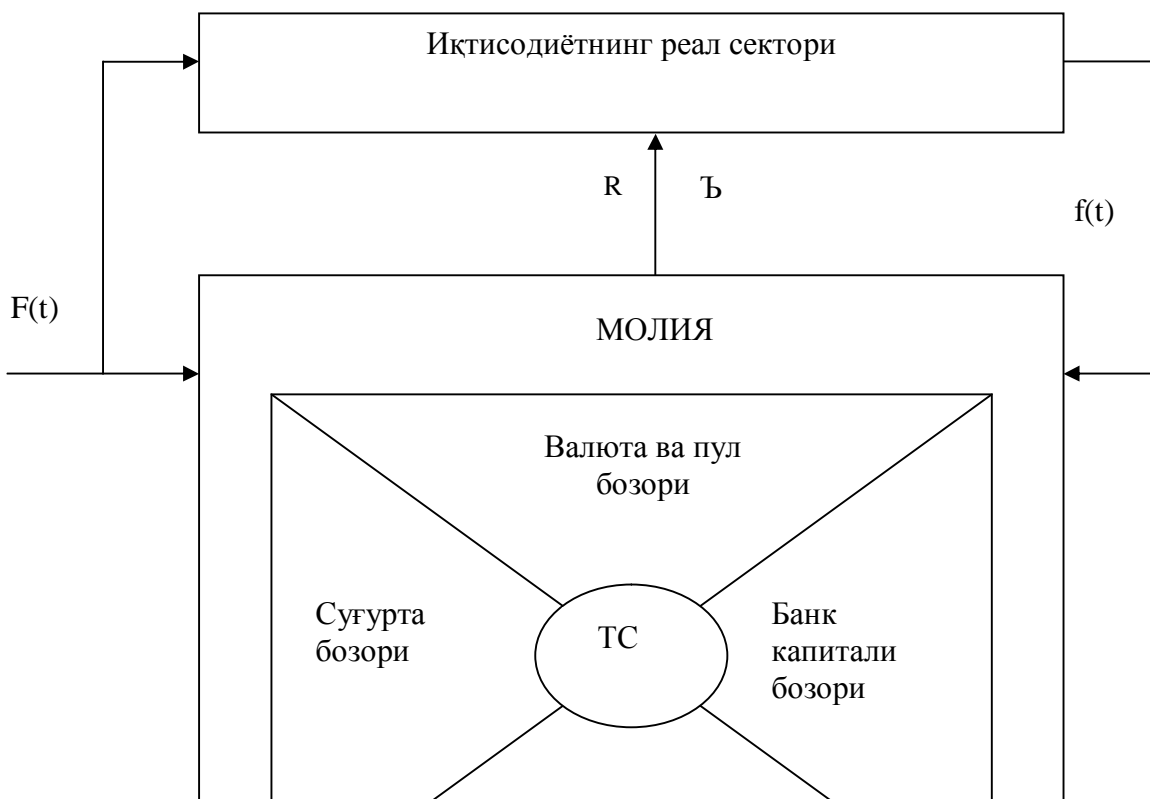 Иқтисодиётнинг реал сектори
R
Ъ
f(t)
F(t)
МОЛИЯ
Валюта ва пул
бозори
Суғурта
бозори
ТС
Банк
капитали
бозори